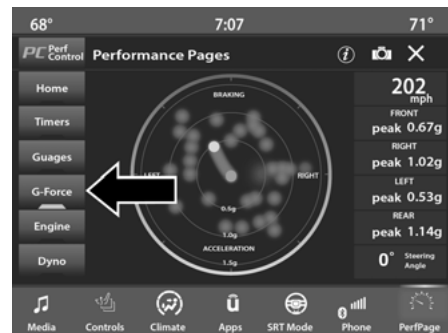 68° 7:07 71°
PC Perf Control
Performance Pages
i
Home
Timers
Guages
G-Force
Engine
Dyno
BRAKING
LEFT
RIGHT
0.5g
1.0g
ACCELERATION
1.5g
202 mph
FRONT
peak 0.67g
RIGHT
peak 1.02g
LEFT
peak 0.53g
REAR
peak 1.14g
0° Steering Angle
Media Controls Climate Apps SRT Mode Phone PerfPage